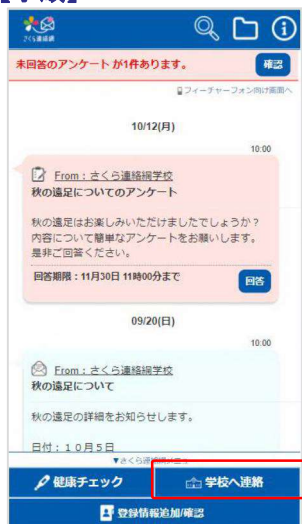 さくら連絡網
未回答のアンケート が1件あります。
確認
フィーチャーフォン向け画面へ
10/12(月)
10:00
From：さくら連絡網学校
秋の遠足についてのアンケート
秋の遠足はお楽しみいただけましたでしょうか？
内容について簡単なアンケートをお願いします。
是非ご回答ください。
回答期限：11月30日 11時00分まで
回答
09/20(日)
10:00
From：さくら連絡網学校
秋の遠足について
秋の遠足の詳細をお知らせします。
日付：１０月５日
▼さくら連絡網メニュー
健康チェック
学校へ連絡
登録情報追加/確認